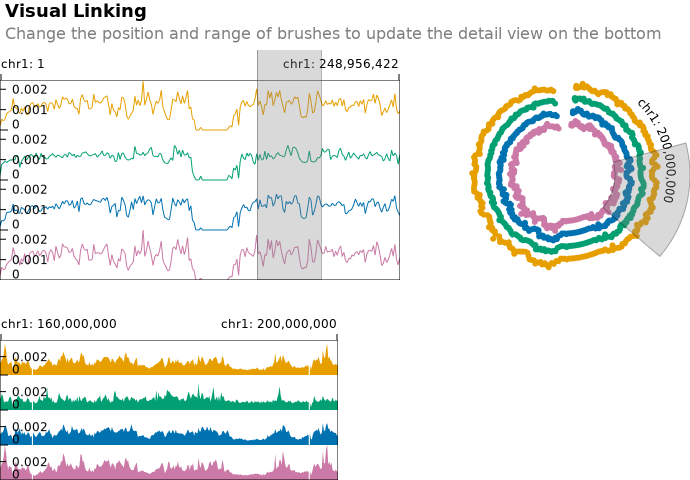 Visual Linking
Change the position and range of brushes to update the detail view on the bottom
chr1: 1
chr1: 248,956,422
0.002
0.001
0
0.002
0.001
0
0.002
0.001
0
0.002
0.001
0
chr1: 200,000,000
chr1: 160,000,000
chr1: 200,000,000
0.002
0
0.002
0
0.002
0
0.002
0